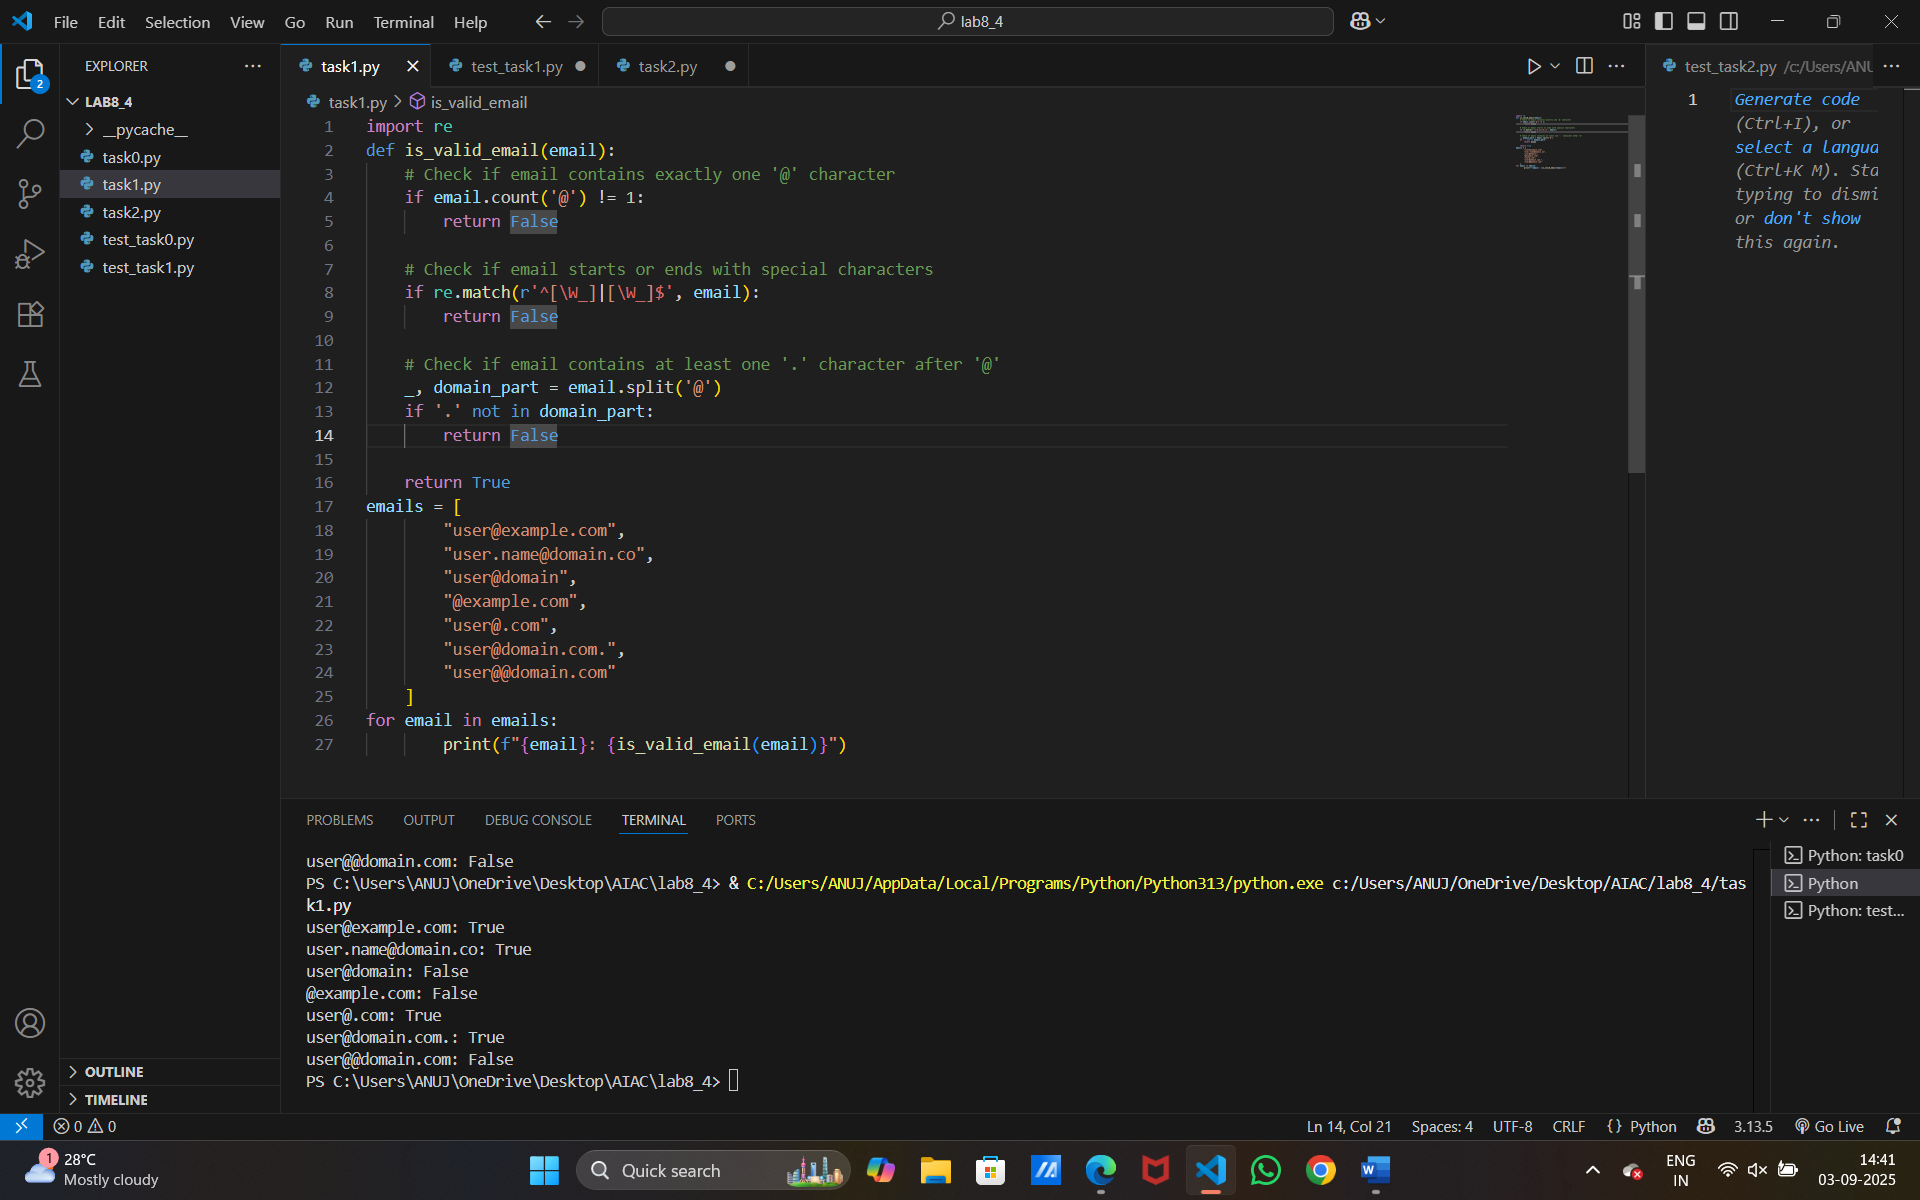 File Edit Selection View Go Run Terminal Help
lab8_4
EXPLORER
2
LAB8_4
__pycache__
task0.py
task1.py
task2.py
test_task0.py
test_task1.py
OUTLINE
TIMELINE
task1.py
test_task1.py
task2.py
task1.py > is_valid_email
1 import re
2 def is_valid_email(email):
3     # Check if email contains exactly one '@' character
4     if email.count('@') != 1:
5         return False
6
7     # Check if email starts or ends with special characters
8     if re.match(r'^[\W_]|[\W_]$', email):
9         return False
10
11     # Check if email contains at least one '.' character after '@'
12     _, domain_part = email.split('@')
13     if '.' not in domain_part:
14         return False
15
16     return True
17 emails = [
18         "user@example.com",
19         "user.name@domain.co",
20         "user@domain",
21         "@example.com",
22         "user@.com",
23         "user@domain.com.",
24         "user@@domain.com"
25     ]
26 for email in emails:
27         print(f"{email}: {is_valid_email(email)}")
test_task2.py /c:/Users/ANU
1 Generate code
(Ctrl+I), or
select a langua
(Ctrl+K M). Sta
typing to dismi
or don't show
this again.
PROBLEMS OUTPUT DEBUG CONSOLE TERMINAL PORTS
user@@domain.com: False
PS C:\Users\ANUJ\OneDrive\Desktop\AIAC\lab8_4> & C:/Users/ANUJ/AppData/Local/Programs/Python/Python313/python.exe c:/Users/ANUJ/OneDrive/Desktop/AIAC/lab8_4/tas
k1.py
user@example.com: True
user.name@domain.co: True
user@domain: False
@example.com: False
user@.com: True
user@domain.com.: True
user@@domain.com: False
PS C:\Users\ANUJ\OneDrive\Desktop\AIAC\lab8_4>
Python: task0
Python
Python: test...
0 0
Ln 14, Col 21 Spaces: 4 UTF-8 CRLF {} Python 3.13.5 Go Live
1
28°C
Mostly cloudy
Quick search
ENG
IN
14:41
03-09-2025